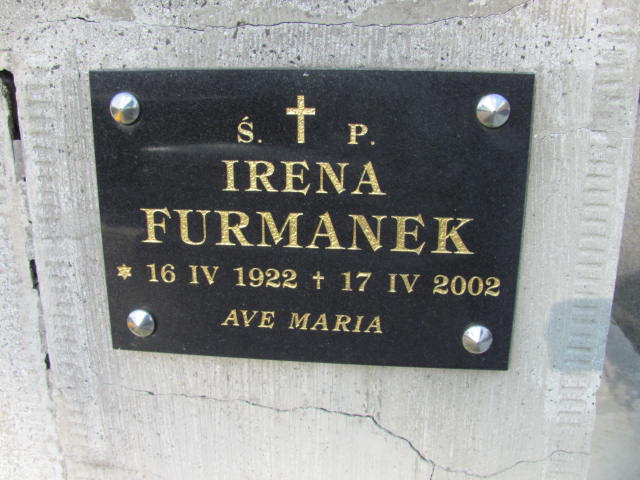 Ś. P.
IRENA
FURMANEK
* 16 IV 1922 † 17 IV 2002
AVE MARIA